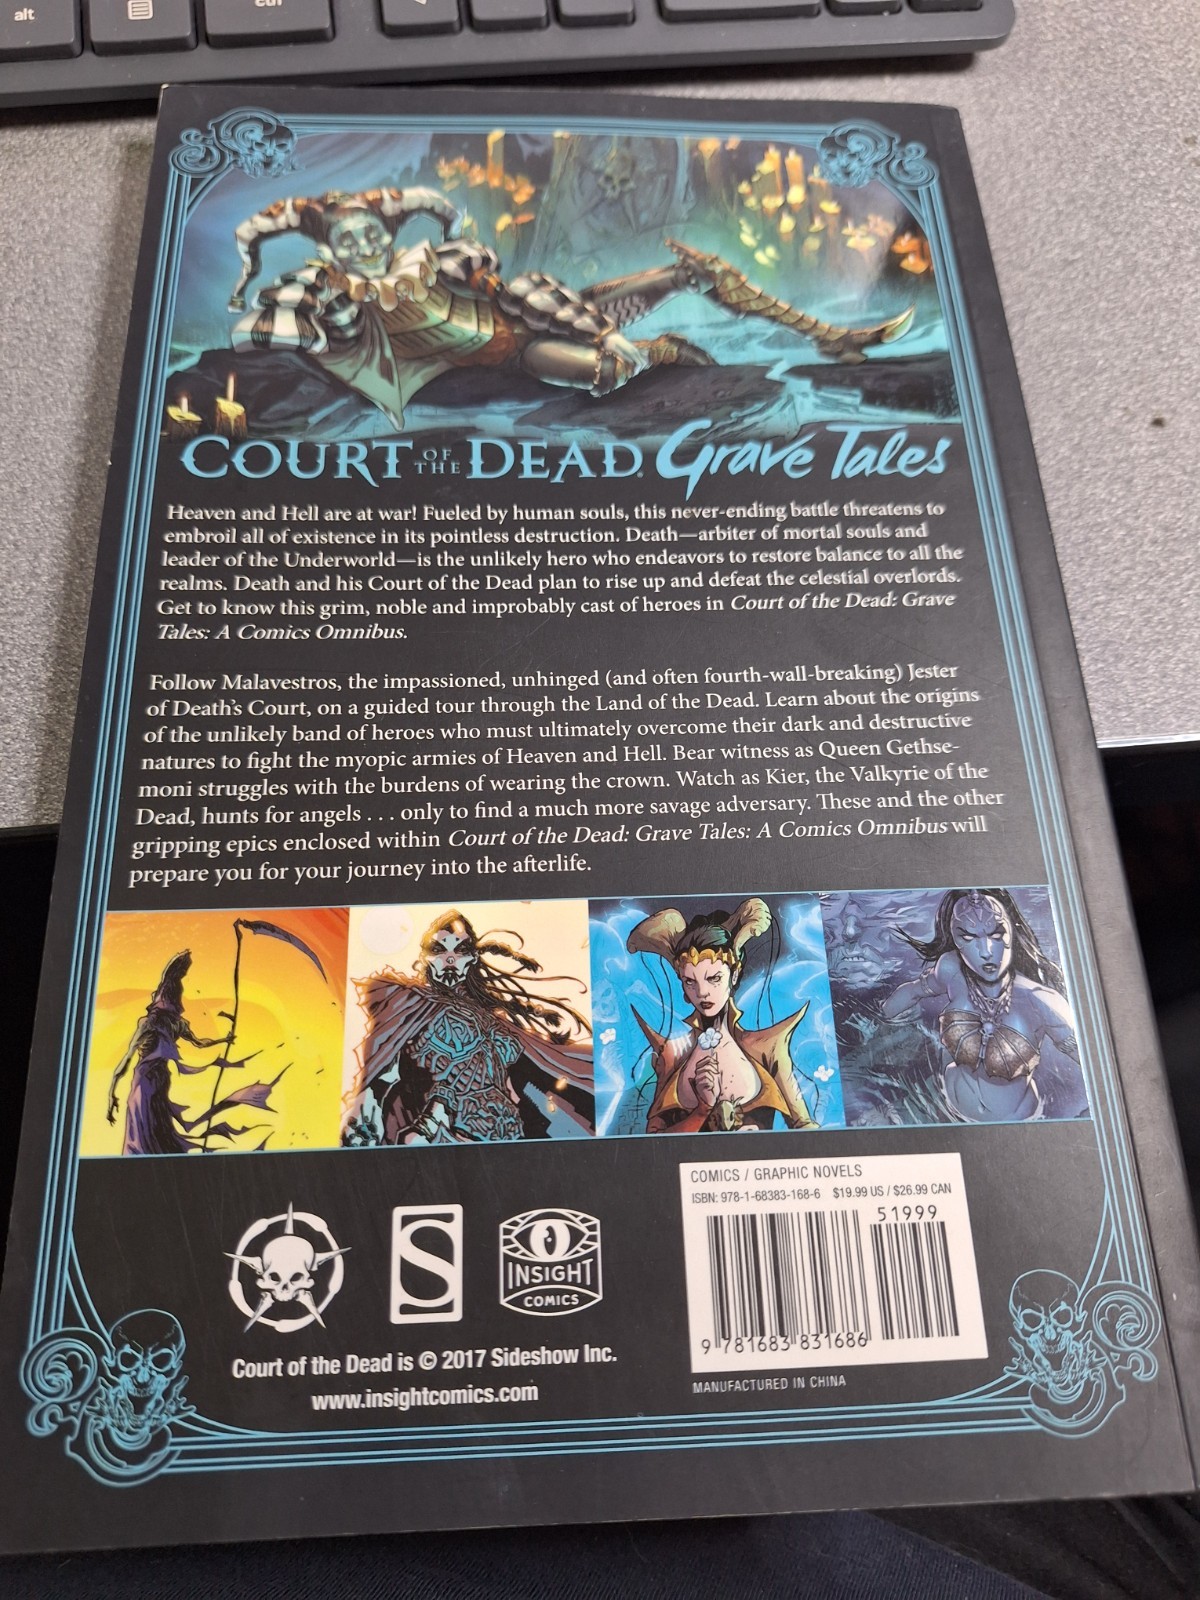 alt
ctrl
COURT OF THE DEAD Grave Tales
Heaven and Hell are at war! Fueled by human souls, this never-ending battle threatens to
embroil all of existence in its pointless destruction. Death—arbiter of mortal souls and
leader of the Underworld—is the unlikely hero who endeavors to restore balance to all the
realms. Death and his Court of the Dead plan to rise up and defeat the celestial overlords.
Get to know this grim, noble and improbably cast of heroes in Court of the Dead: Grave
Tales: A Comics Omnibus.
Follow Malavestros, the impassioned, unhinged (and often fourth-wall-breaking) Jester
of Death's Court, on a guided tour through the Land of the Dead. Learn about the origins
of the unlikely band of heroes who must ultimately overcome their dark and destructive
natures to fight the myopic armies of Heaven and Hell. Bear witness as Queen Gethse-
moni struggles with the burdens of wearing the crown. Watch as Kier, the Valkyrie of the
Dead, hunts for angels . . . only to find a much more savage adversary. These and the other
gripping epics enclosed within Court of the Dead: Grave Tales: A Comics Omnibus will
prepare you for your journey into the afterlife.
S
INSIGHT
COMICS
Court of the Dead is © 2017 Sideshow Inc.
www.insightcomics.com
COMICS / GRAPHIC NOVELS
ISBN: 978-1-68383-168-6 $19.99 US / $26.99 CAN
51999
9 781683 831686
MANUFACTURED IN CHINA